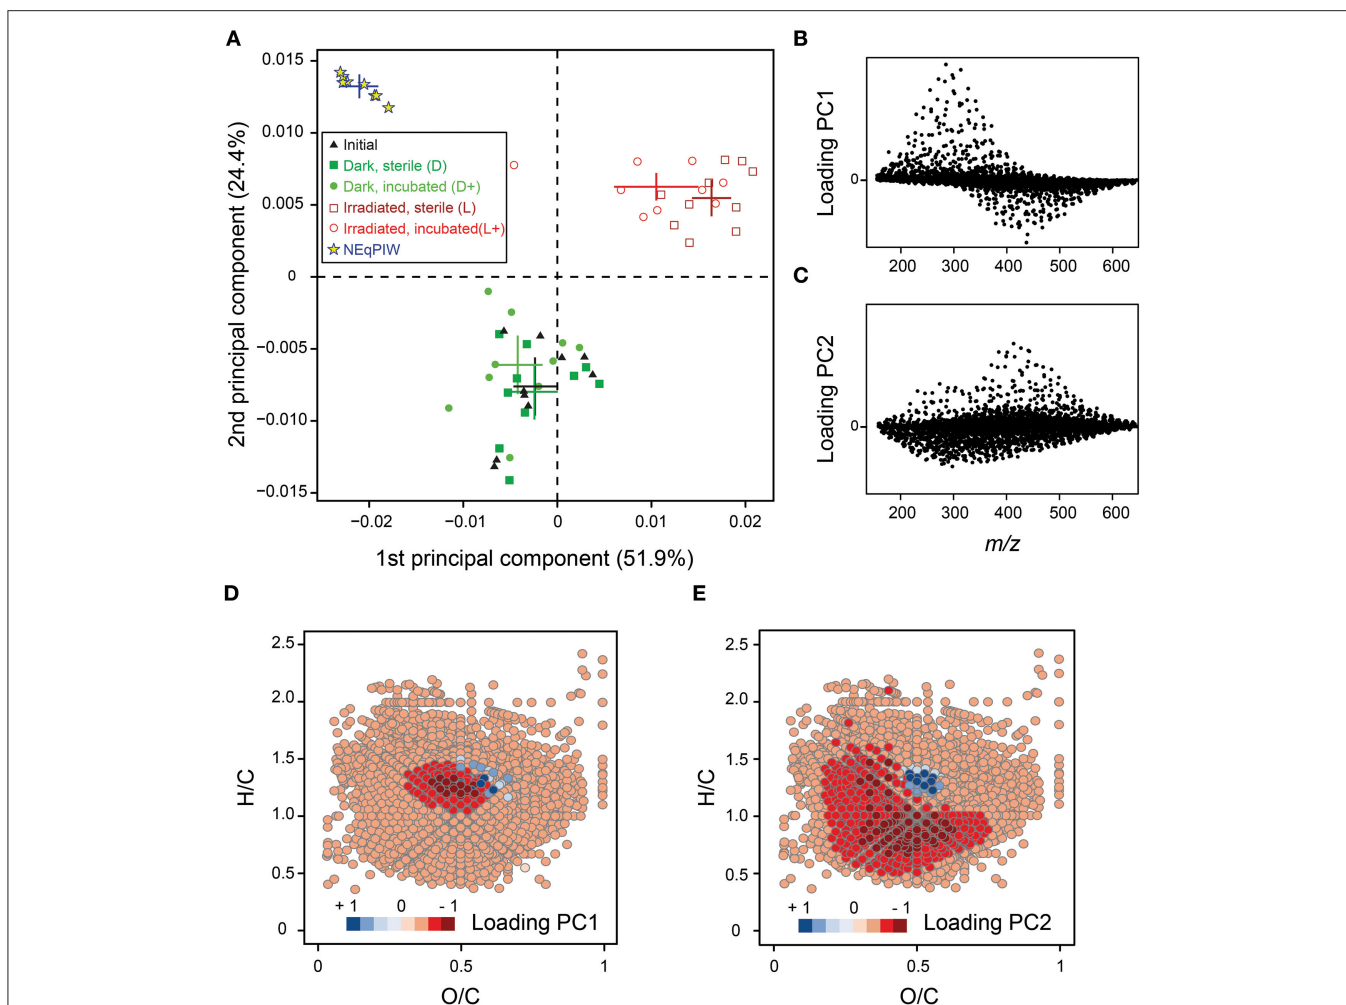 A
2nd principal component (24.4%)
0.015
0.010
0.005
0
−0.005
−0.010
−0.015
Initial
Dark, sterile (D)
Dark, incubated (D+)
Irradiated, sterile (L)
Irradiated, incubated(L+)
NEqPIW
−0.02
−0.01
0
0.01
0.02
1st principal component (51.9%)
B
Loading PC1
0
200
300
400
500
600
C
Loading PC2
0
200
300
400
500
600
m/z
D
H/C
2.5
2.0
1.5
1.0
0.5
0
+ 1
0
- 1
Loading PC1
0
0.5
1
O/C
E
H/C
2.5
2.0
1.5
1.0
0.5
0
+ 1
0
- 1
Loading PC2
0
0.5
1
O/C